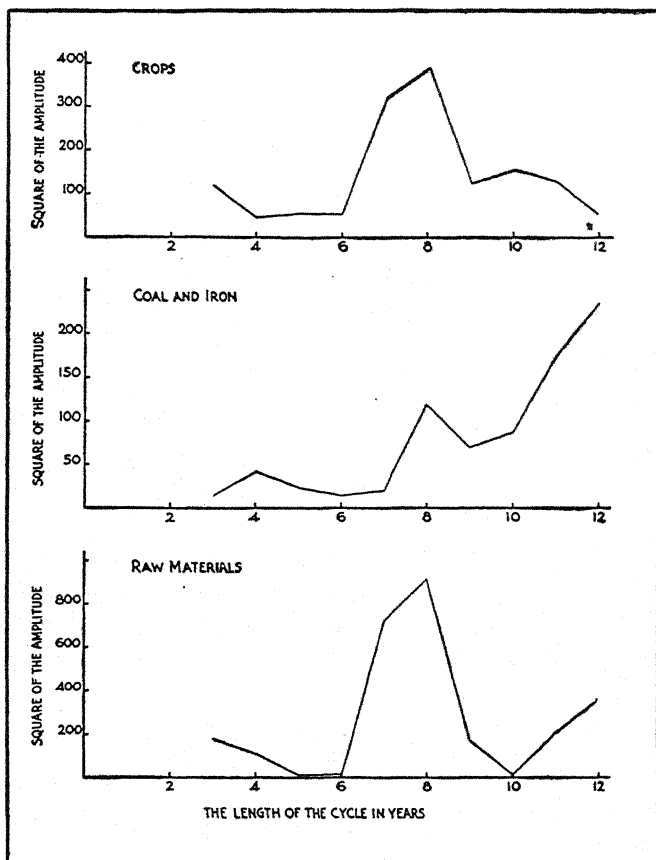 CROPS
SQUARE OF THE AMPLITUDE
400
300
200
100
2 4 6 8 10 12
*
COAL AND IRON
SQUARE OF THE AMPLITUDE
200
150
100
50
2 4 6 8 10 12
RAW MATERIALS
SQUARE OF THE AMPLITUDE
800
600
400
200
2 4 6 8 10 12
THE LENGTH OF THE CYCLE IN YEARS